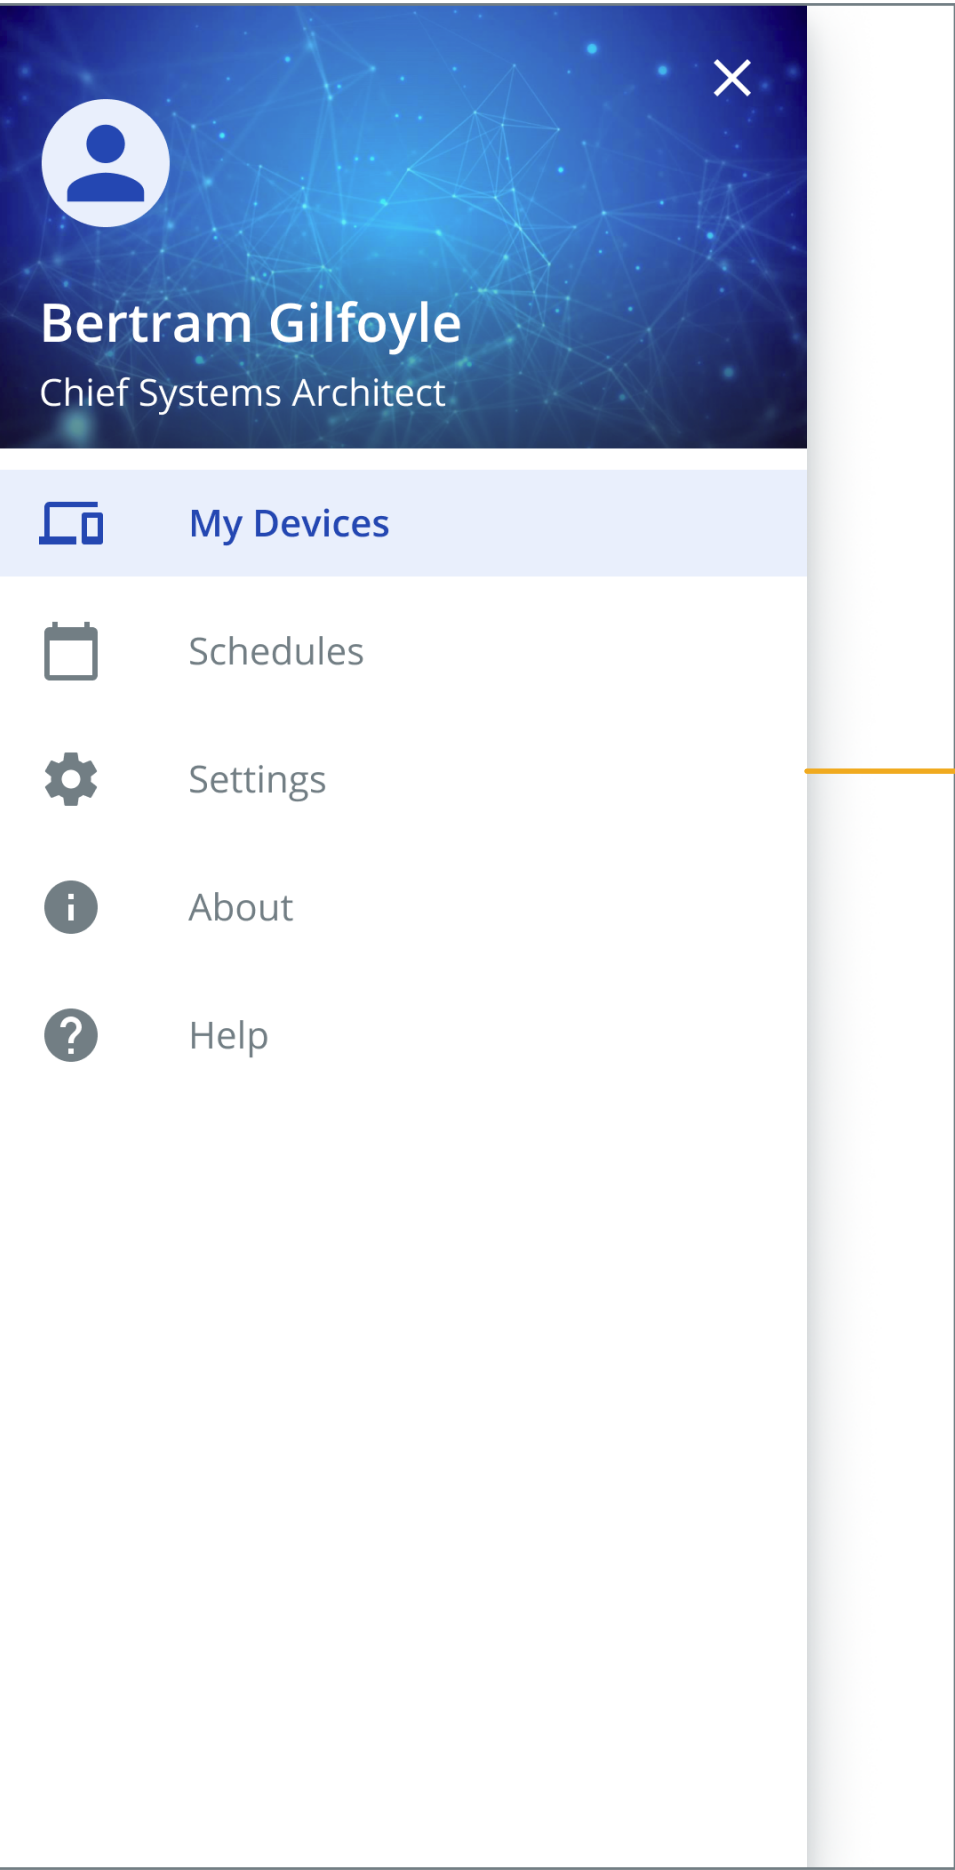 Bertram Gilfoyle
Chief Systems Architect
My Devices
Schedules
Settings
About
Help